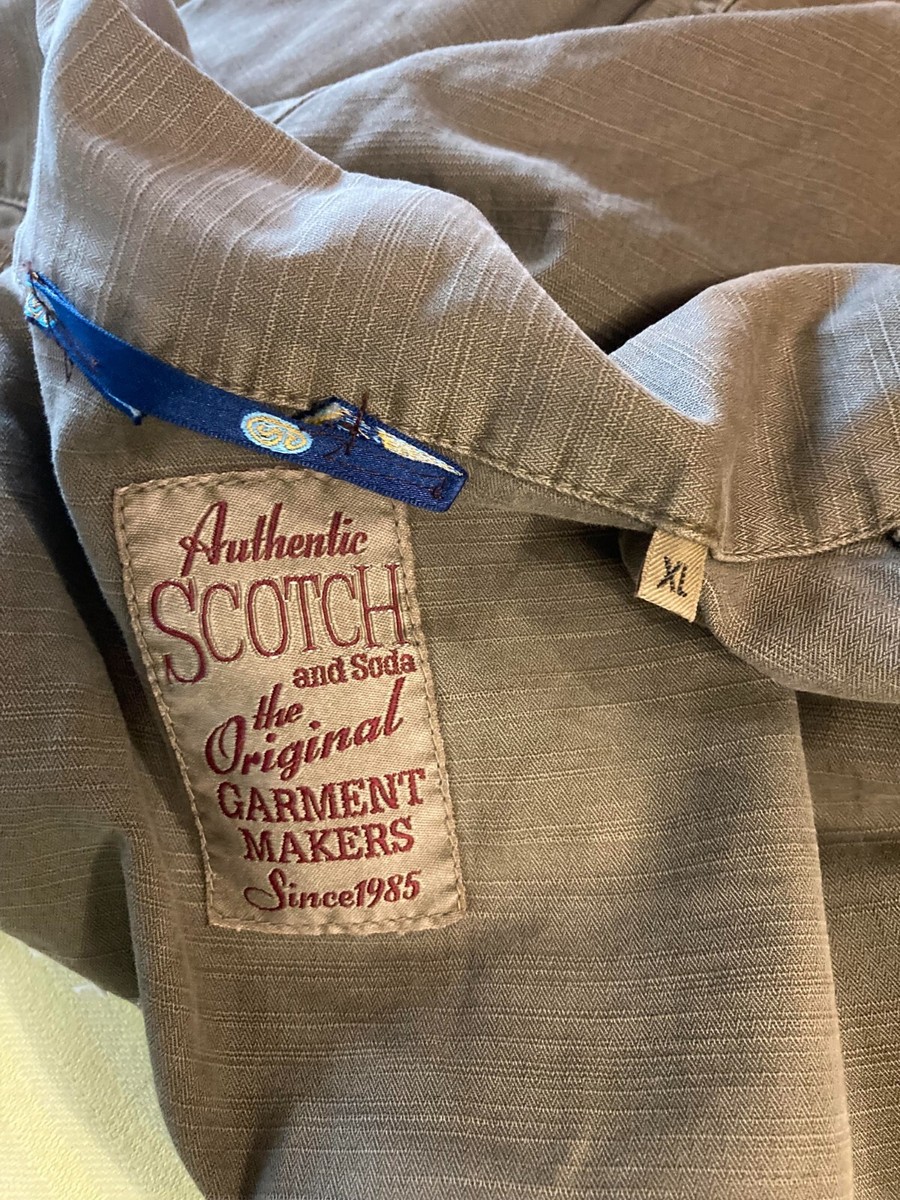 Authentic
SCOTCH
and Soda
the
Original
GARMENT
MAKERS
Since1985
XL